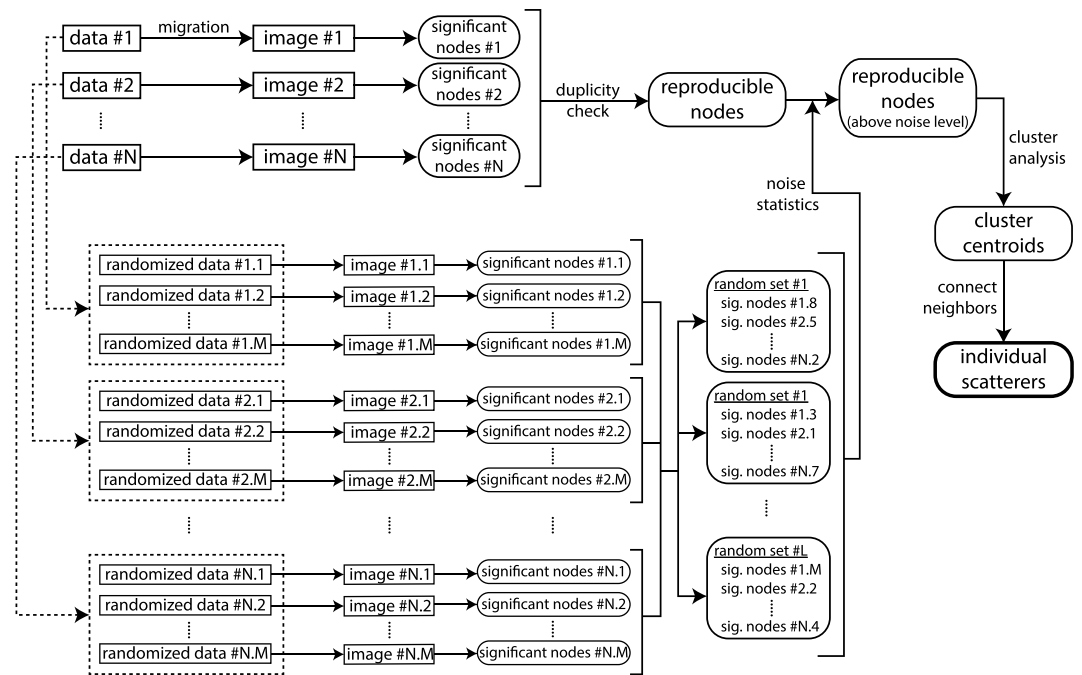 data #1
migration
image #1
significant
nodes #1
data #2
image #2
significant
nodes #2
data #N
image #N
significant
nodes #N
duplicity
check
reproducible
nodes
reproducible
nodes
(above noise level)
noise
statistics
cluster
analysis
cluster
centroids
connect
neighbors
individual
scatterers
randomized data #1.1
image #1.1
significant nodes #1.1
randomized data #1.2
image #1.2
significant nodes #1.2
randomized data #1.M
image #1.M
significant nodes #1.M
randomized data #2.1
image #2.1
significant nodes #2.1
randomized data #2.2
image #2.2
significant nodes #2.2
randomized data #2.M
image #2.M
significant nodes #2.M
randomized data #N.1
image #N.1
significant nodes #N.1
randomized data #N.2
image #N.2
significant nodes #N.2
randomized data #N.M
image #N.M
significant nodes #N.M
random set #1
sig. nodes #1.8
sig. nodes #2.5
sig. nodes #N.2
random set #1
sig. nodes #1.3
sig. nodes #2.1
sig. nodes #N.7
random set #L
sig. nodes #1.M
sig. nodes #2.2
sig. nodes #N.4